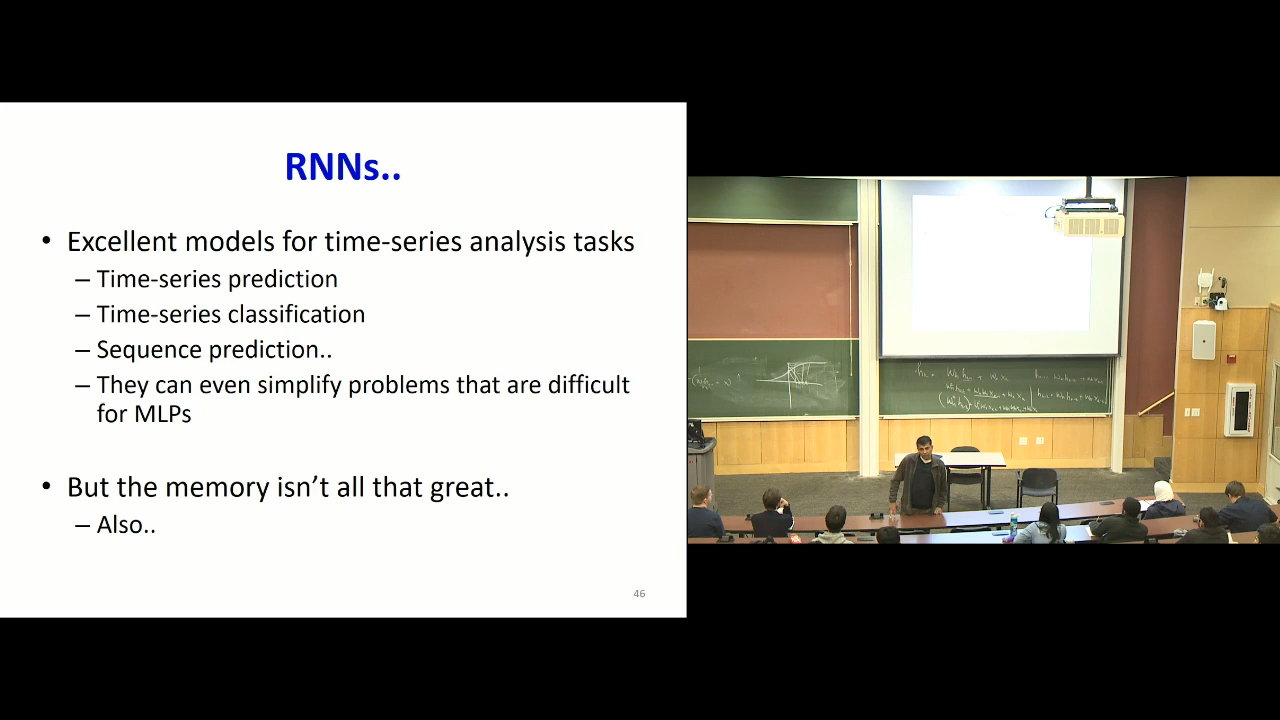 RNNs..
• Excellent models for time-series analysis tasks
– Time-series prediction
– Time-series classification
– Sequence prediction..
– They can even simplify problems that are difficult
for MLPs
• But the memory isn’t all that great..
– Also..
46